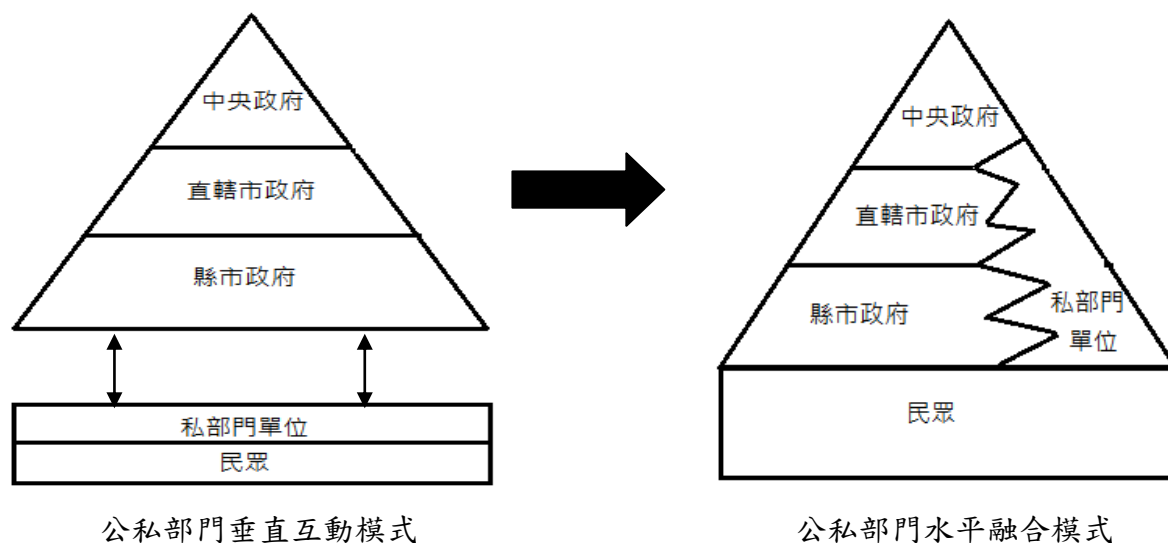 中央政府
直轄市政府
縣市政府
私部門單位
民眾
公私部門垂直互動模式
中央政府
直轄市政府
縣市政府
私部門
單位
民眾
公私部門水平融合模式